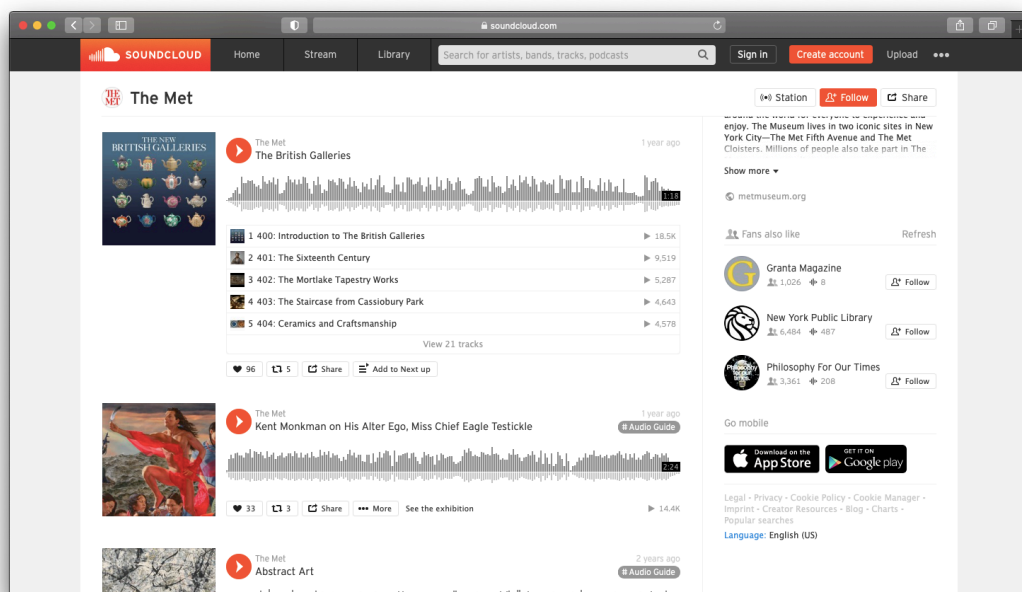 soundcloud.com
SOUNDCLOUD
Home
Stream
Library
Search for artists, bands, tracks, podcasts
Sign in
Create account
Upload
THE MET
The Met
Station
Follow
Share
THE NEW
BRITISH GALLERIES
The Met
The British Galleries
1 year ago
1:18
1 400: Introduction to The British Galleries
18.5K
2 401: The Sixteenth Century
9,519
3 402: The Mortlake Tapestry Works
5,287
4 403: The Staircase from Cassiobury Park
4,643
5 404: Ceramics and Craftsmanship
4,578
View 21 tracks
96
5
Share
Add to Next up
The Met
Kent Monkman on His Alter Ego, Miss Chief Eagle Testickle
1 year ago
# Audio Guide
2:24
33
3
Share
••• More
See the exhibition
14.4K
The Met
Abstract Art
2 years ago
# Audio Guide
around the world for everyone to experience and
enjoy. The Museum lives in two iconic sites in New
York City—The Met Fifth Avenue and The Met
Cloisters. Millions of people also take part in The
Show more
metmuseum.org
Fans also like
Refresh
G
Granta Magazine
1,026 8
Follow
New York Public Library
6,484 487
Follow
Philosophy for our times.
Philosophy For Our Times
3,361 208
Follow
Go mobile
Download on the
App Store
GET IT ON
Google play
Legal - Privacy - Cookie Policy - Cookie Manager -
Imprint - Creator Resources - Blog - Charts -
Popular searches
Language: English (US)